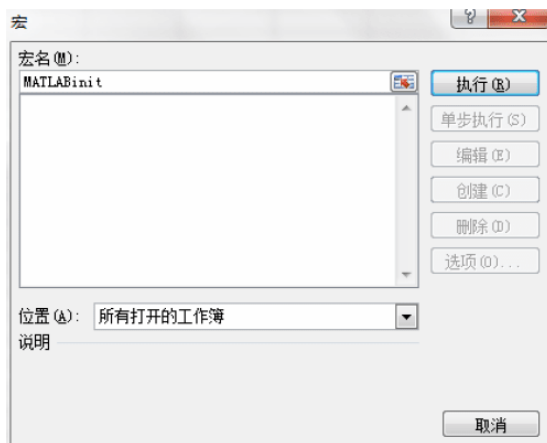 宏
宏名(M):
MATLABinit
执行(R)
单步执行(S)
编辑(E)
创建(C)
删除(D)
选项(O)...
位置(A): 所有打开的工作簿
说明
取消